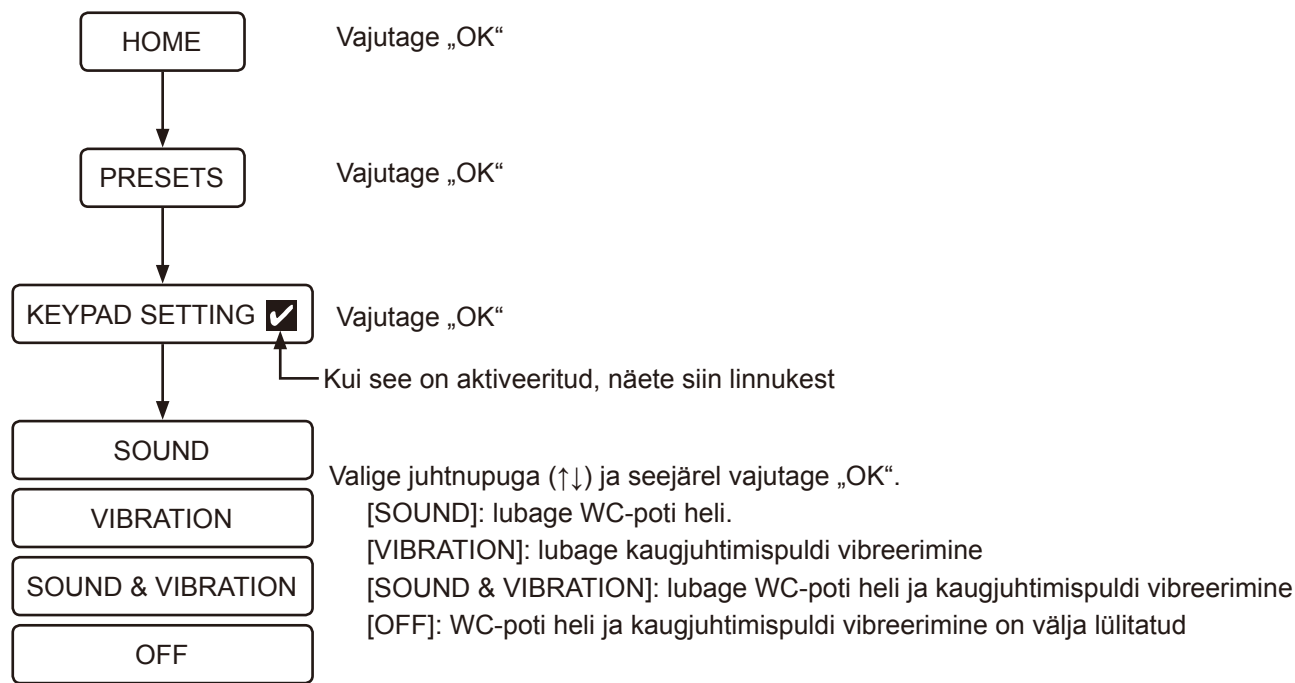 HOME
Vajutage „OK“
PRESETS
Vajutage „OK“
KEYPAD SETTING ✔
Vajutage „OK“
Kui see on aktiveeritud, näete siin linnukest
SOUND
VIBRATION
SOUND & VIBRATION
OFF
Valige juhtnupuga (↑↓) ja seejärel vajutage „OK“.
[SOUND]: lubage WC-poti heli.
[VIBRATION]: lubage kaugjuhtimispuldi vibreerimine
[SOUND & VIBRATION]: lubage WC-poti heli ja kaugjuhtimispuldi vibreerimine
[OFF]: WC-poti heli ja kaugjuhtimispuldi vibreerimine on välja lülitatud